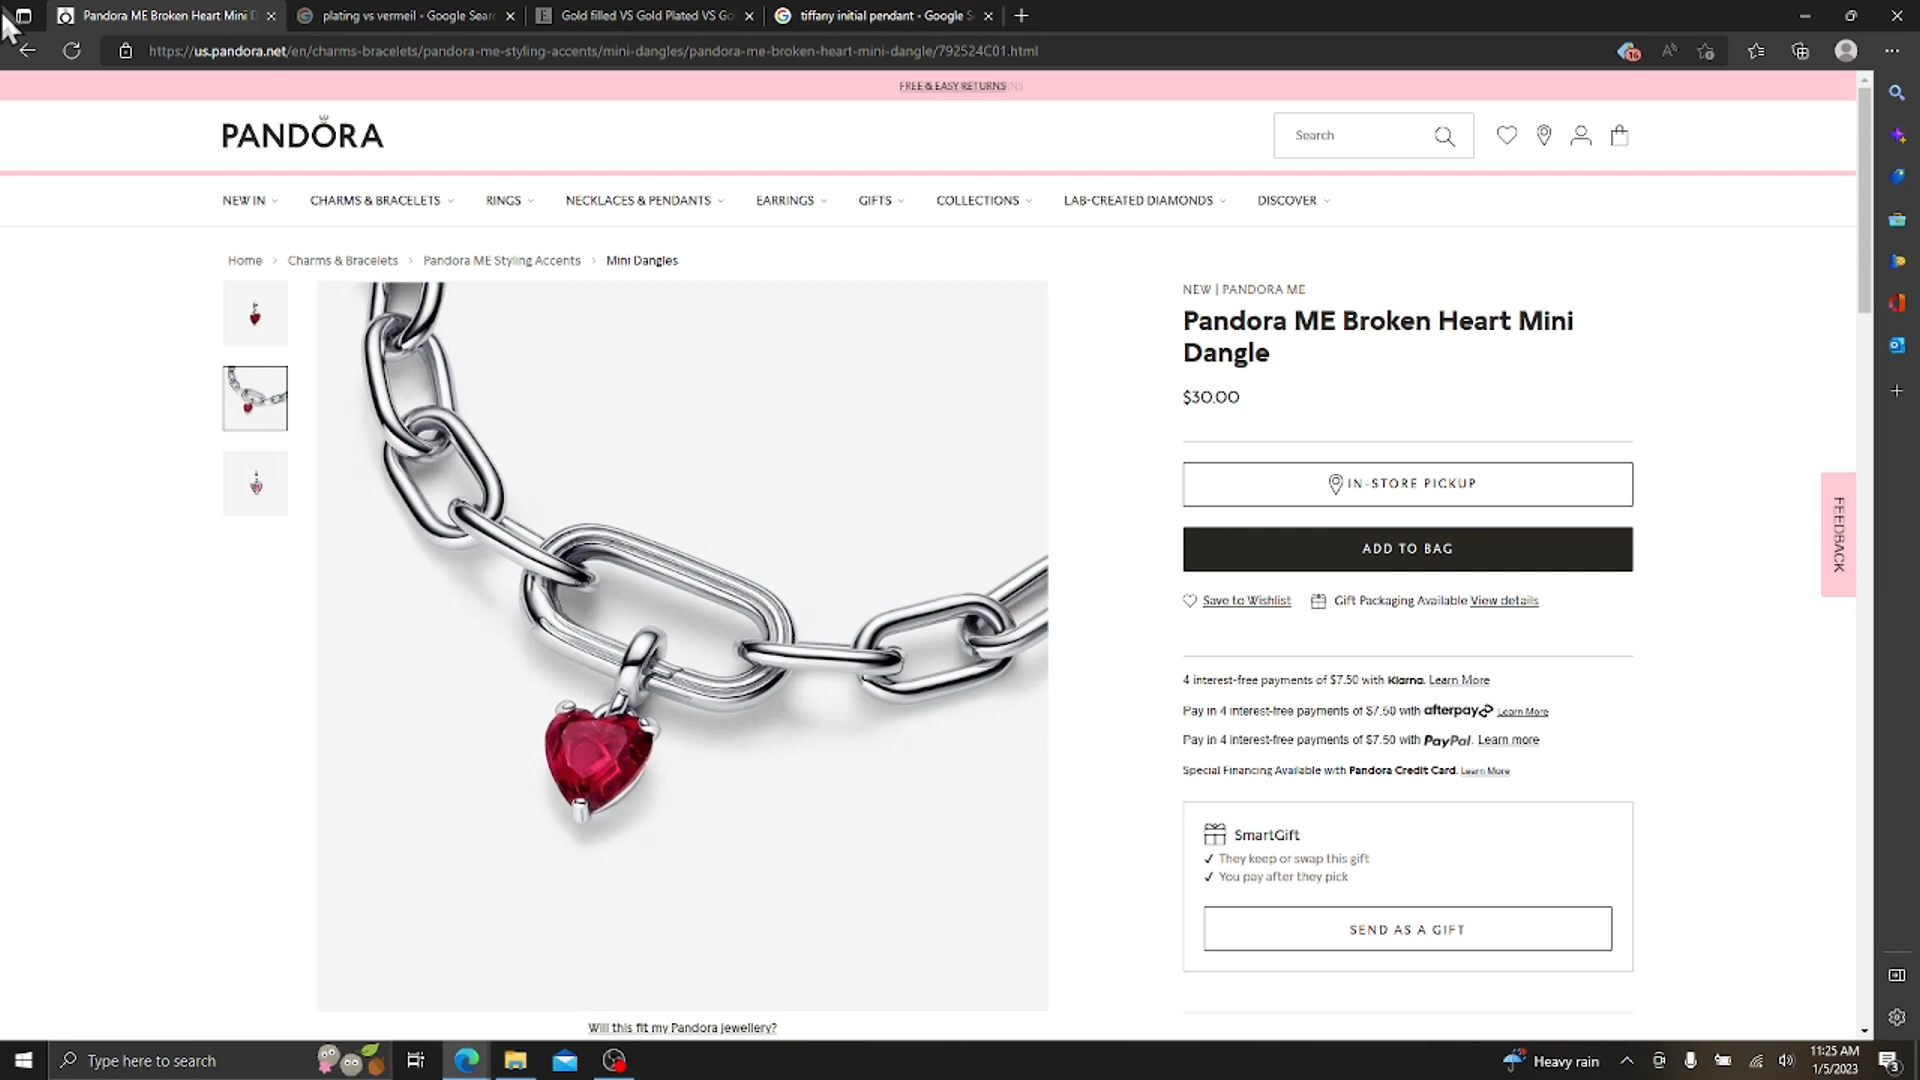 Pandora ME Broken Heart Mini D
plating vs vermeil - Google Sear
Gold filled VS Gold Plated VS Go
tiffany initial pendant - Google S
https://us.pandora.net/en/charms-bracelets/pandora-me-styling-accents/mini-dangles/pandora-me-broken-heart-mini-dangle/792524C01.html
16
FREE & EASY RETURNS
PANDORA
Search
NEW IN
CHARMS & BRACELETS
RINGS
NECKLACES & PENDANTS
EARRINGS
GIFTS
COLLECTIONS
LAB-CREATED DIAMONDS
DISCOVER
Home > Charms & Bracelets > Pandora ME Styling Accents > Mini Dangles
NEW | PANDORA ME
Pandora ME Broken Heart Mini
Dangle
$30.00
IN-STORE PICKUP
ADD TO BAG
Save to Wishlist
Gift Packaging Available View details
4 interest-free payments of $7.50 with Klarna. Learn More
Pay in 4 interest-free payments of $7.50 with afterpay Learn More
Pay in 4 interest-free payments of $7.50 with PayPal. Learn more
Special Financing Available with Pandora Credit Card. Learn More
SmartGift
✓ They keep or swap this gift
✓ You pay after they pick
SEND AS A GIFT
FEEDBACK
Will this fit my Pandora jewellery?
Type here to search
Heavy rain
11:25 AM
1/5/2023
3